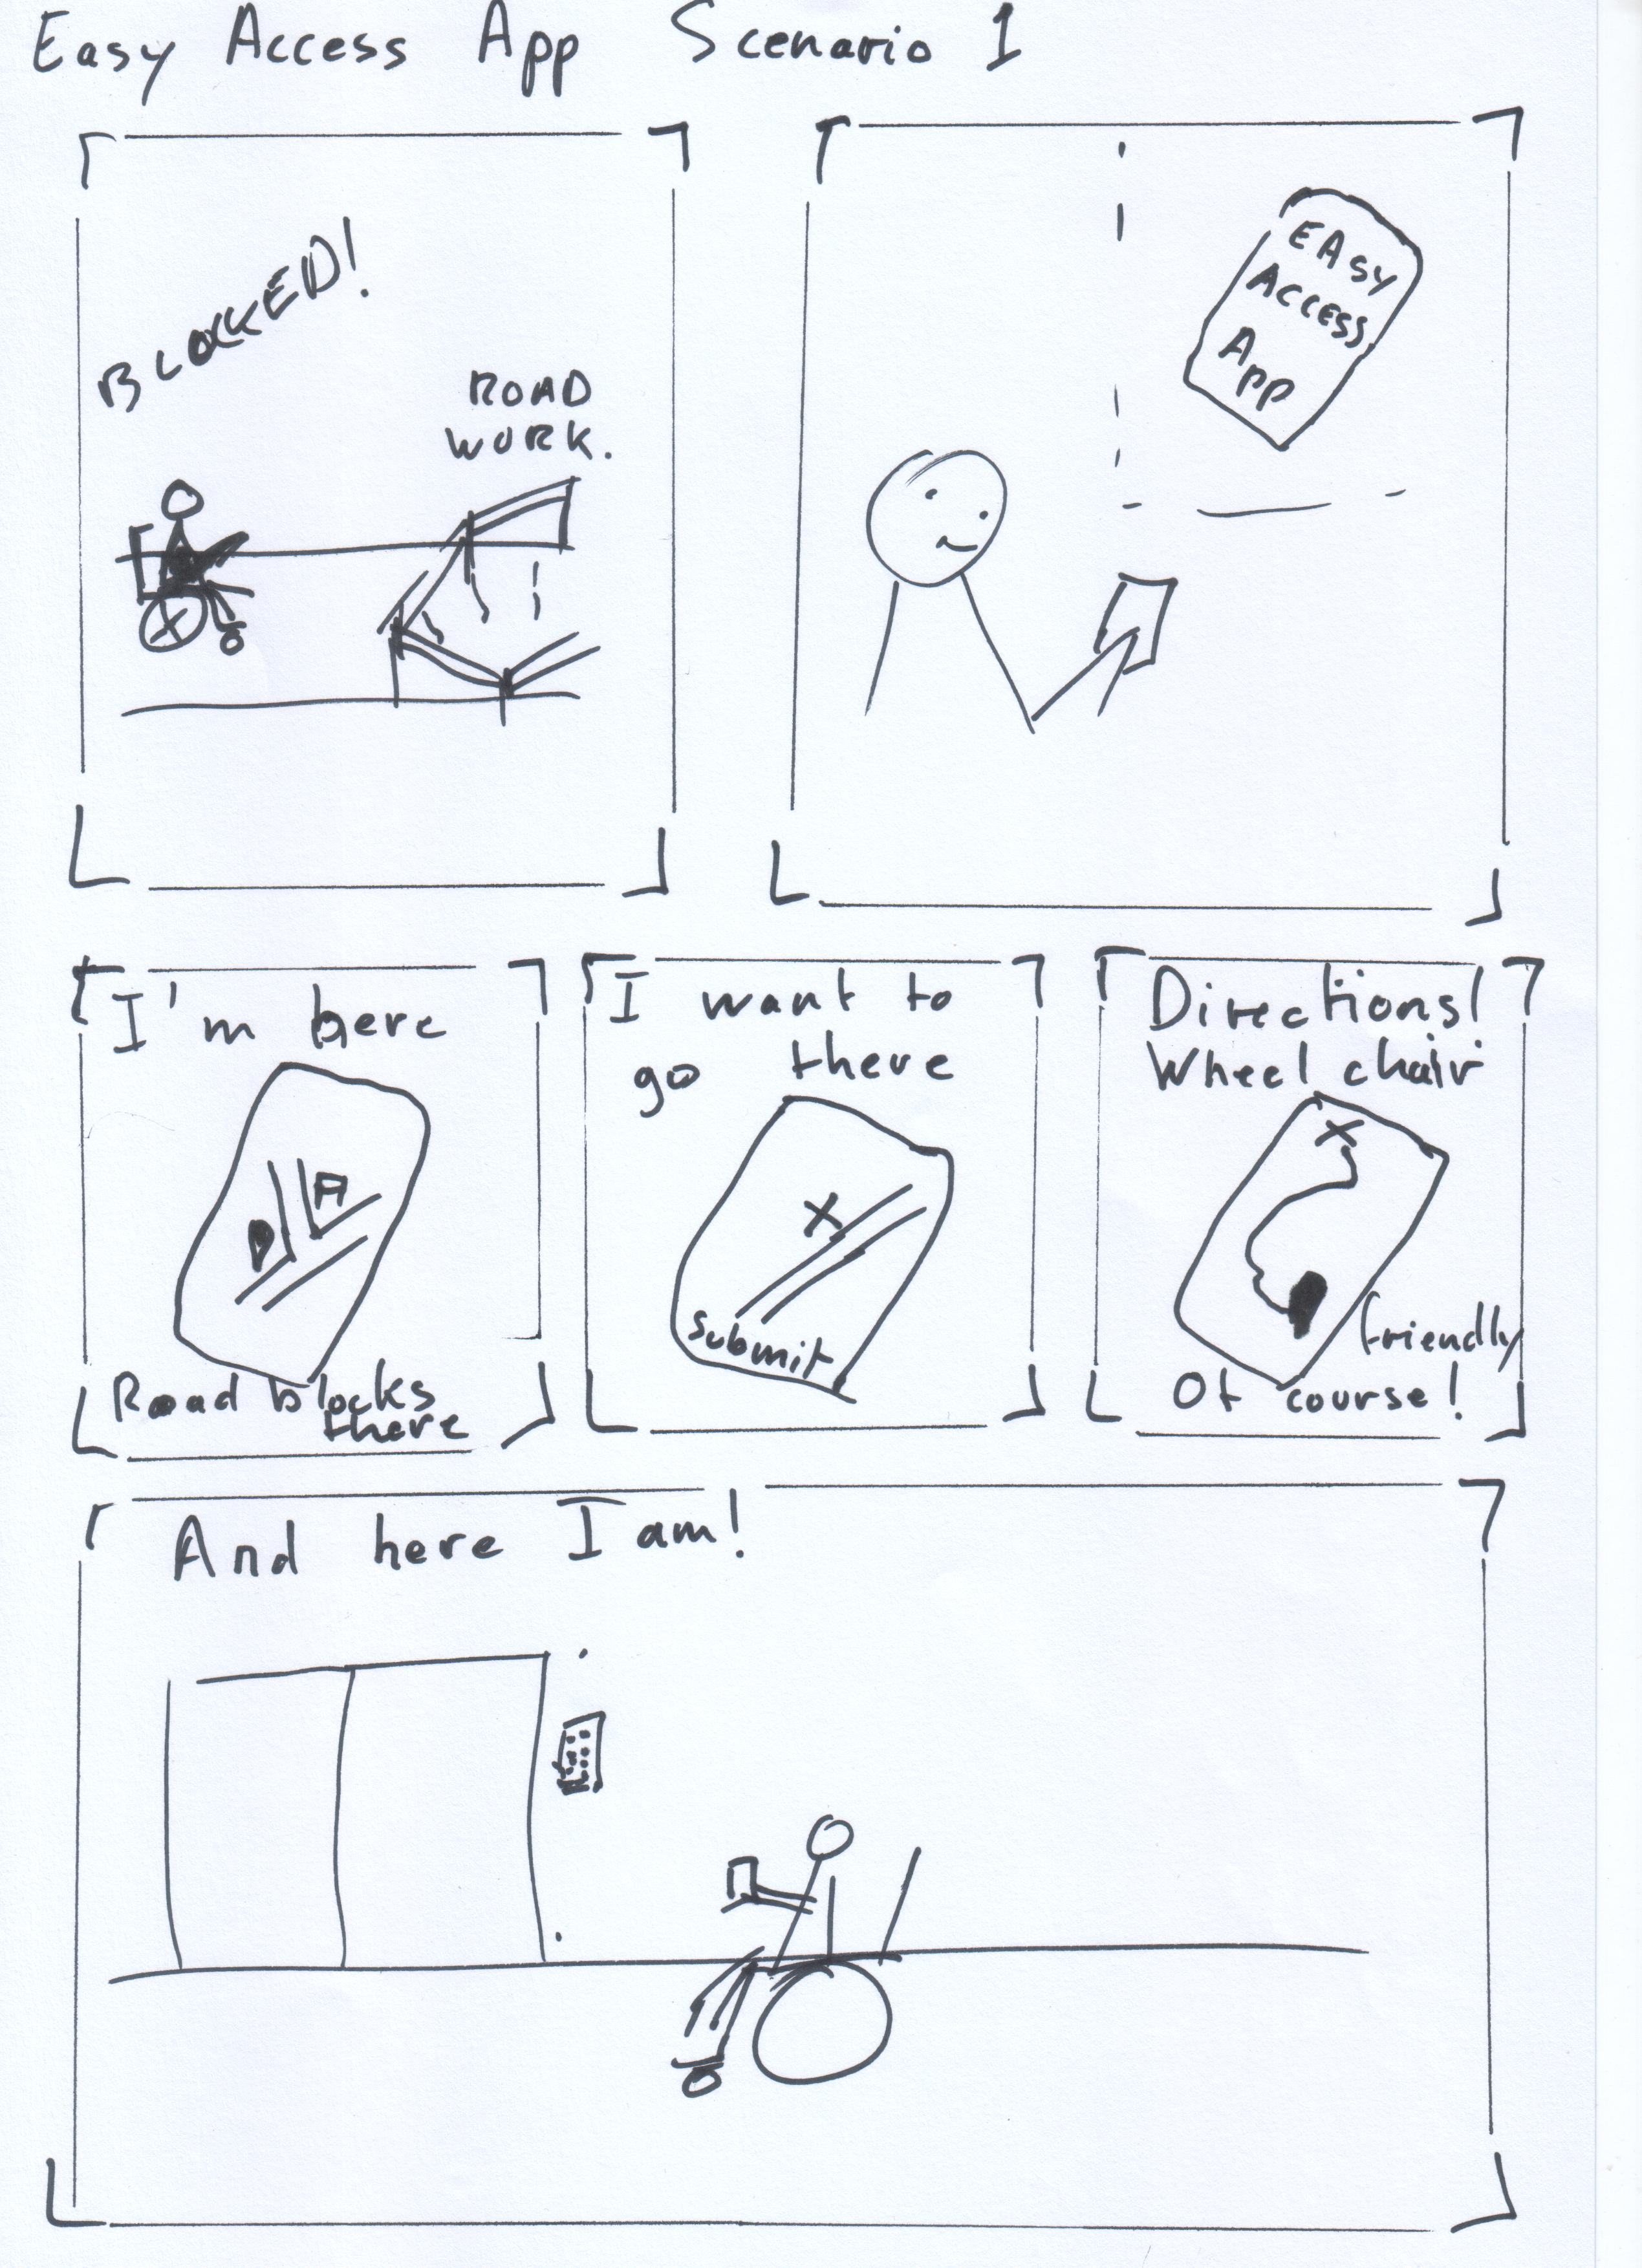 Easy Access App Scenario 1
BLOCKED!
ROAD
WORK.
EASY
ACCESS
APP
I'm here
Road blocks
there
I want to
go there
Submit
Directions!
Wheel chair
friendly
Of course!
And here I am!